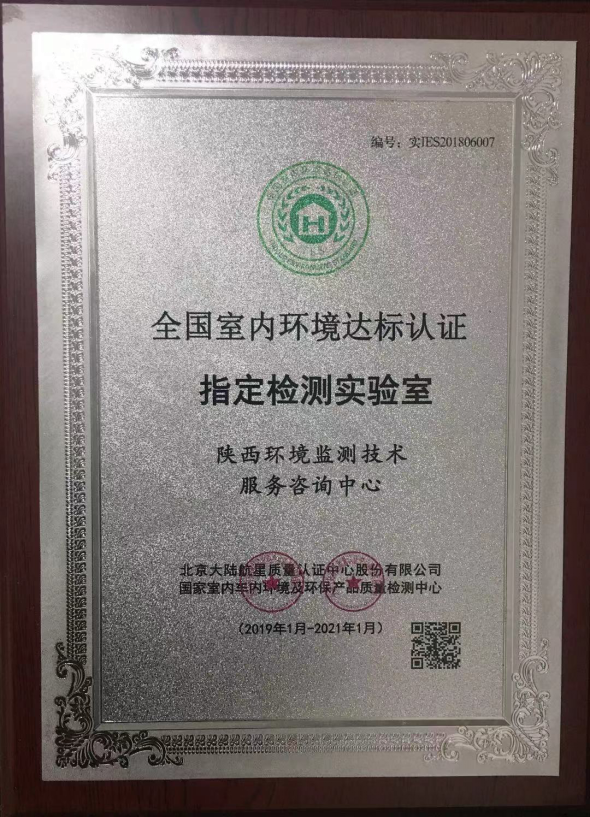 编号：实JES201806007
全国室内环境达标认证
指定检测实验室
陕西环境监测技术
服务咨询中心
北京大陆航星质量认证中心股份有限公司
国家室内车内环境及环保产品质量检测中心
（2019年1月-2021年1月）